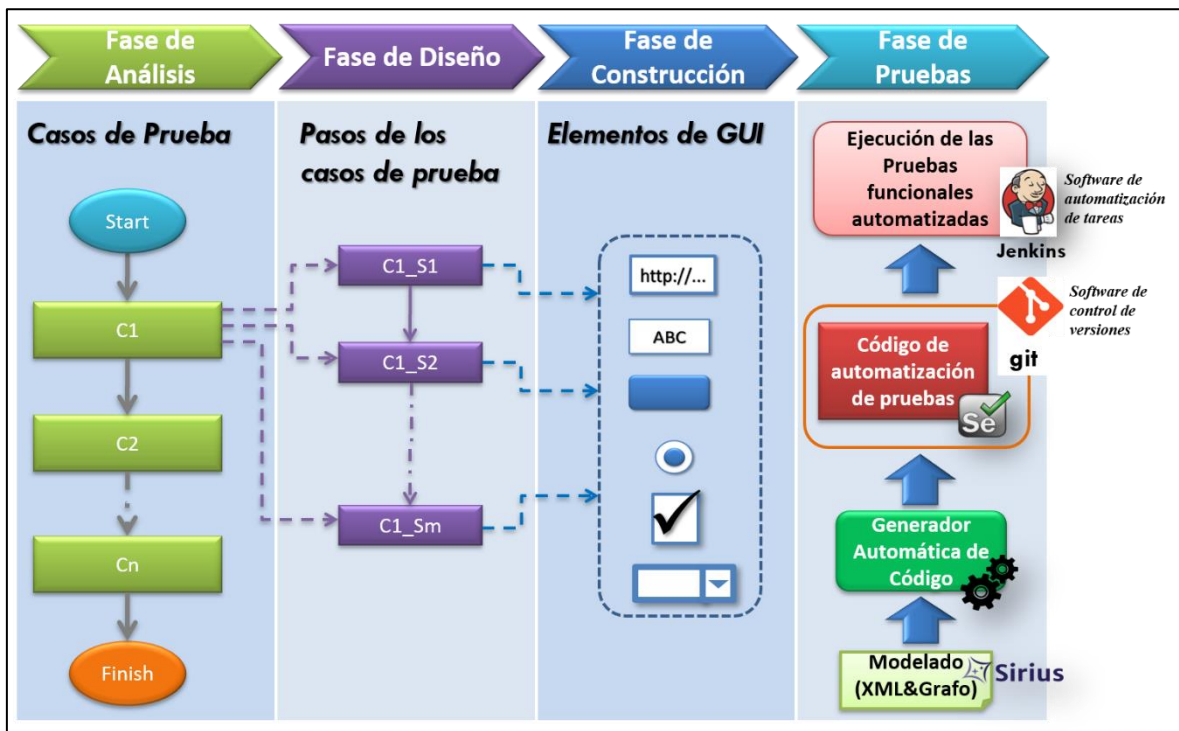 Fase de
Análisis
Fase de Diseño
Fase de
Construcción
Fase de
Pruebas
Casos de Prueba
Start
C1
C2
Cn
Finish
Pasos de los
casos de prueba
C1_S1
C1_S2
C1_Sm
Elementos de GUI
http://...
ABC
Ejecución de las
Pruebas
funcionales
automatizadas
Jenkins
Software de
automatización
de tareas
Código de
automatización
de pruebas
Se
git
Software de
control de
versiones
Generador
Automática de
Código
Modelado
(XML&Grafo)
Sirius